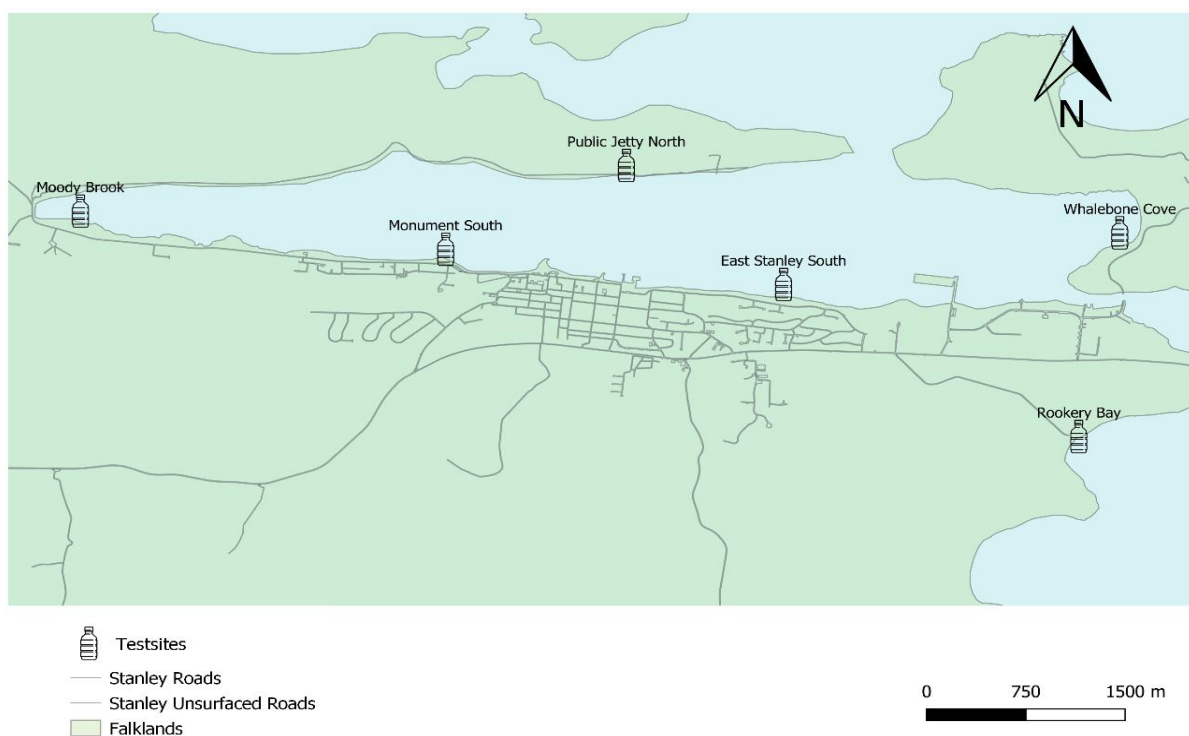 N
Public Jetty North
Moody Brook
Whalebone Cove
Monument South
East Stanley South
Rookery Bay
Testsites
Stanley Roads
Stanley Unsurfaced Roads
Falklands
0 750 1500 m